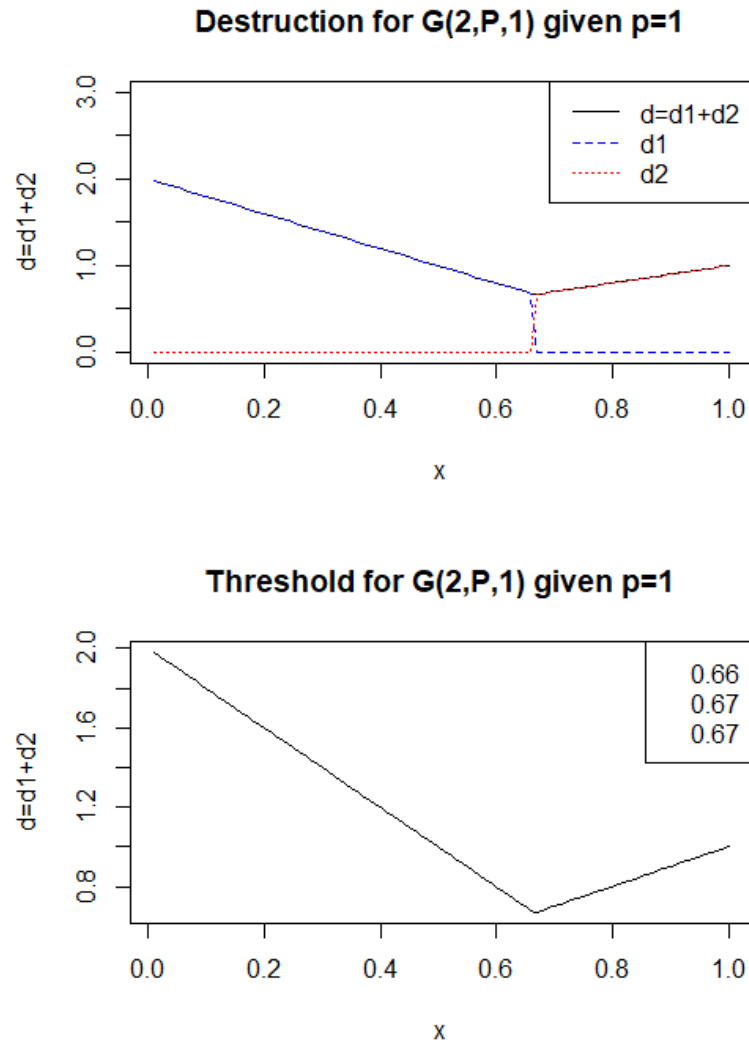 Destruction for G(2,P,1) given p=1
d=d1+d2
3.0
2.0
1.0
0.0
d=d1+d2
d1
d2
0.0 0.2 0.4 0.6 0.8 1.0
x
Threshold for G(2,P,1) given p=1
d=d1+d2
2.0
1.6
1.2
0.8
0.66
0.67
0.67
0.0 0.2 0.4 0.6 0.8 1.0
x